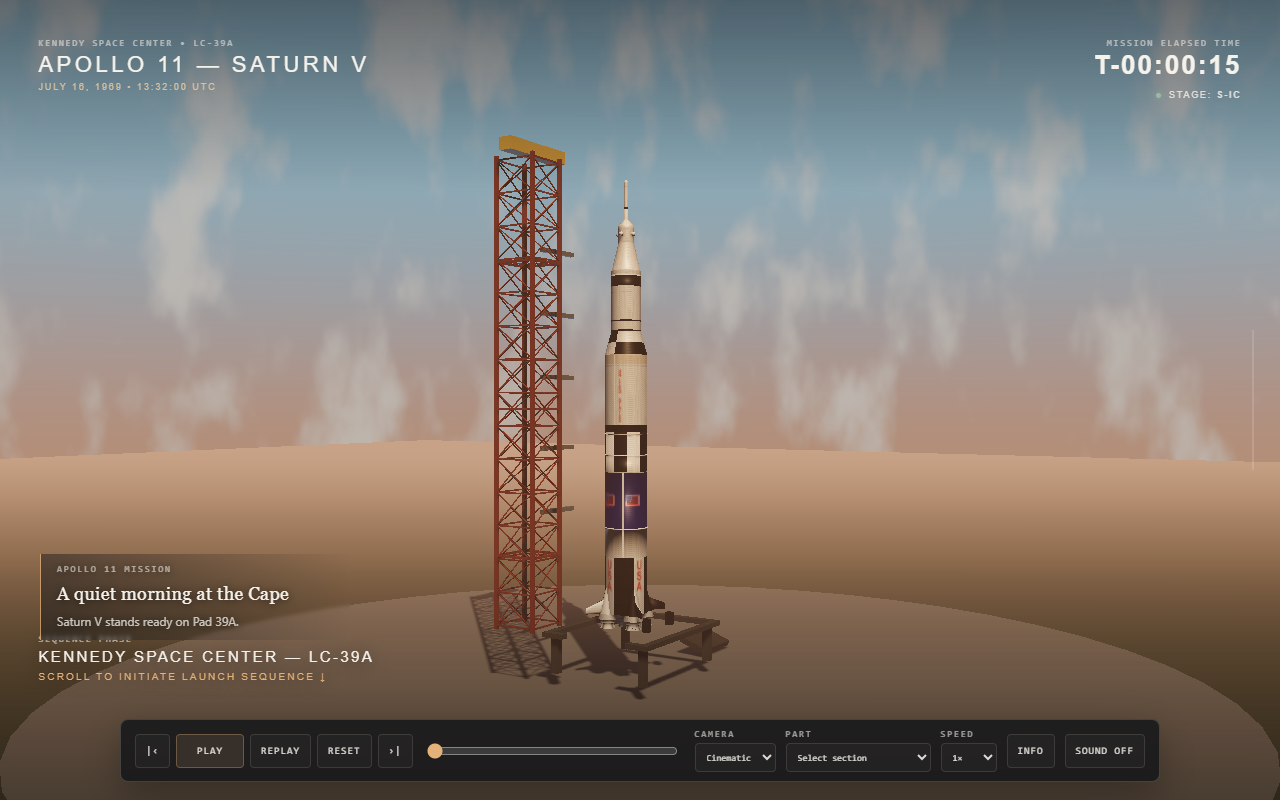 KENNEDY SPACE CENTER • LC-39A
APOLLO 11 — SATURN V
JULY 16, 1969 • 13:32:00 UTC
MISSION ELAPSED TIME
T-00:00:15
STAGE: S-IC
USA
USA
APOLLO 11 MISSION
A quiet morning at the Cape
Saturn V stands ready on Pad 39A.
SEQUENCE PHASE
KENNEDY SPACE CENTER — LC-39A
SCROLL TO INITIATE LAUNCH SEQUENCE ↓
|‹
PLAY
REPLAY
RESET
›|
CAMERA
Cinematic
PART
Select section
SPEED
1×
INFO
SOUND OFF